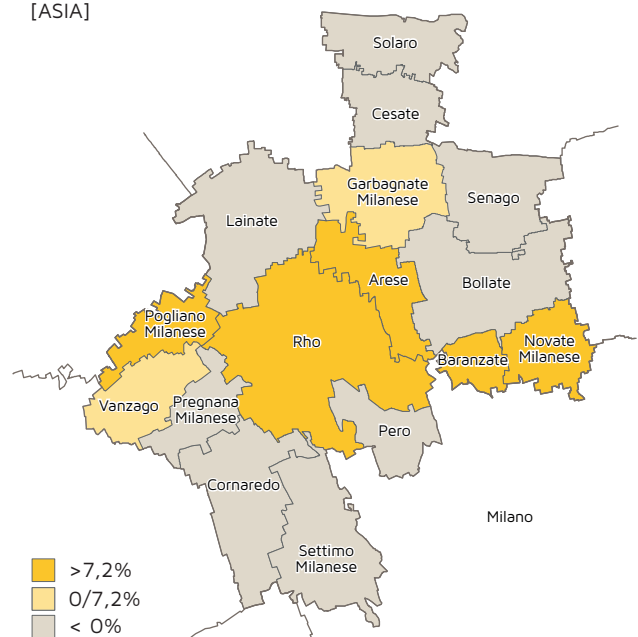 [ASIA]
Solaro
Cesate
Garbagnate
Milanese
Senago
Lainate
Arese
Bollate
Pogliano
Milanese
Rho
Novate
Milanese
Baranzate
Vanzago
Pregnana
Milanese
Pero
Cornaredo
Milano
Settimo
Milanese
>7,2%
0/7,2%
< 0%